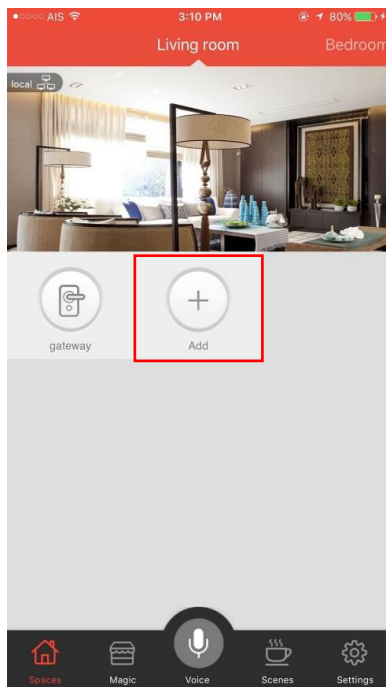 AIS 3:10 PM 80%
Living room Bedroom
local
gateway Add
Spaces Magic Voice Scenes Settings